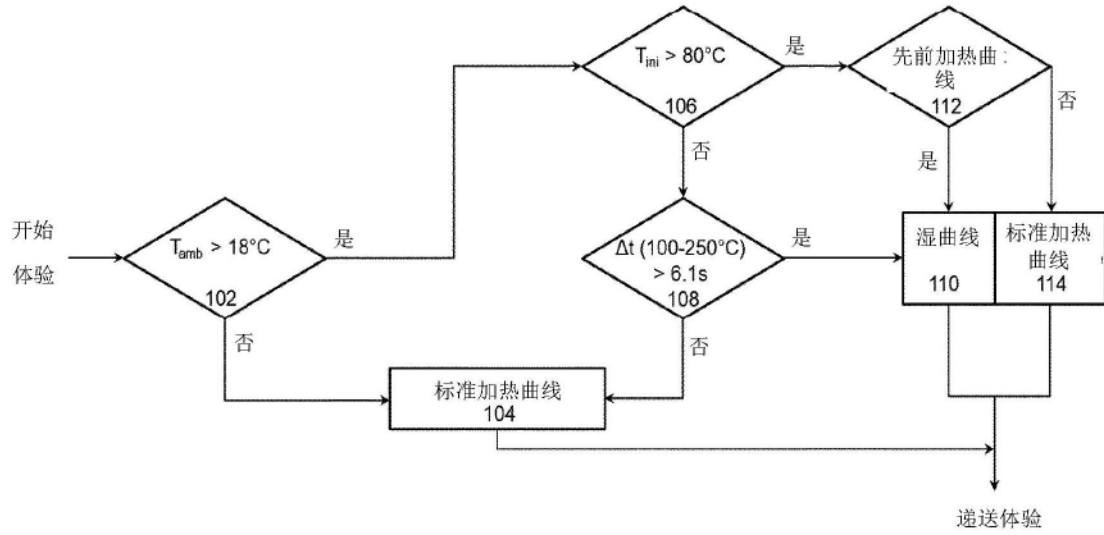 开始
体验
T_amb > 18°C
102
是
否
T_ini > 80°C
106
是
否
先前加热曲
线
112
是
否
Δt (100-250°C)
> 6.1s
108
是
否
湿曲线
110
标准加热
曲线
114
标准加热曲线
104
递送体验